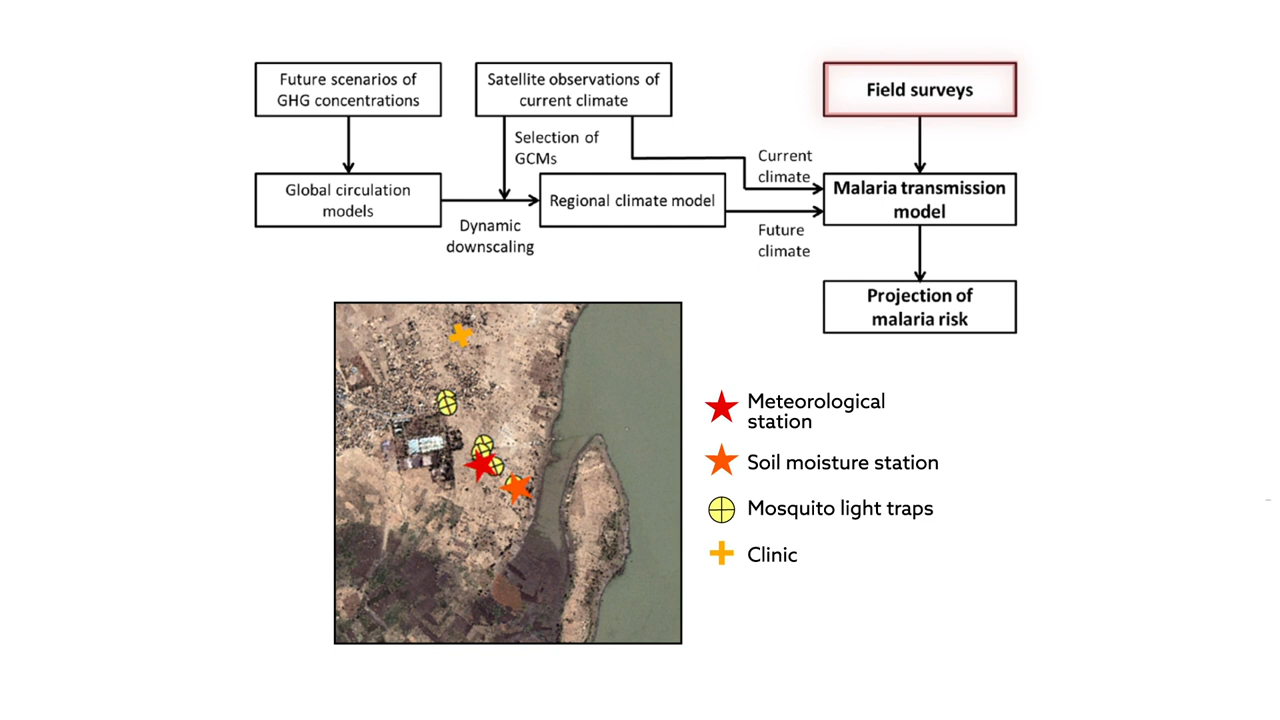 Future scenarios of
GHG concentrations
Satellite observations of
current climate
Field surveys
Selection of
GCMs
Current
climate
Global circulation
models
Regional climate model
Malaria transmission
model
Dynamic
downscaling
Future
climate
Projection of
malaria risk
Meteorological
station
Soil moisture station
Mosquito light traps
Clinic